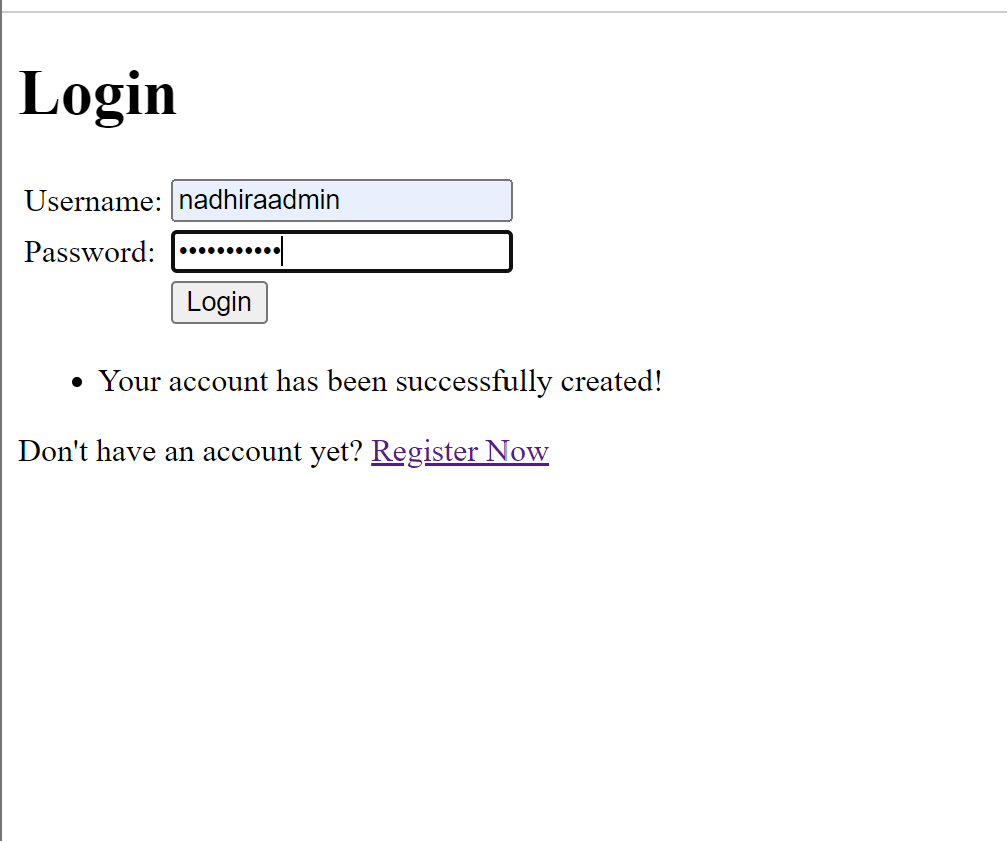 Login
Username: nadhiraadmin
Password: •••••••••••
Login
• Your account has been successfully created!
Don't have an account yet? Register Now